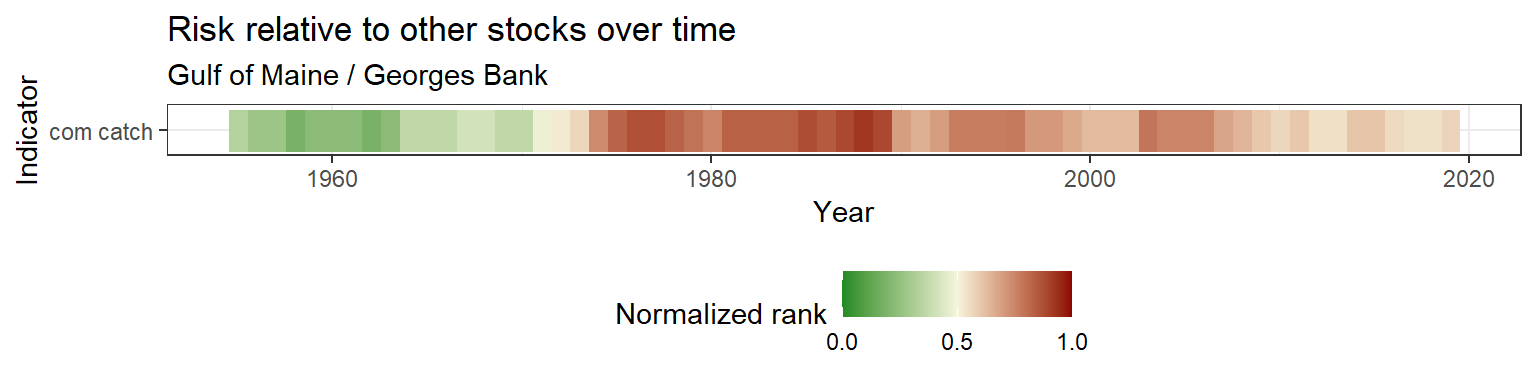 Risk relative to other stocks over time
Gulf of Maine / Georges Bank
Indicator
com catch
1960 1980 2000 2020
Year
Normalized rank
0.0 0.5 1.0